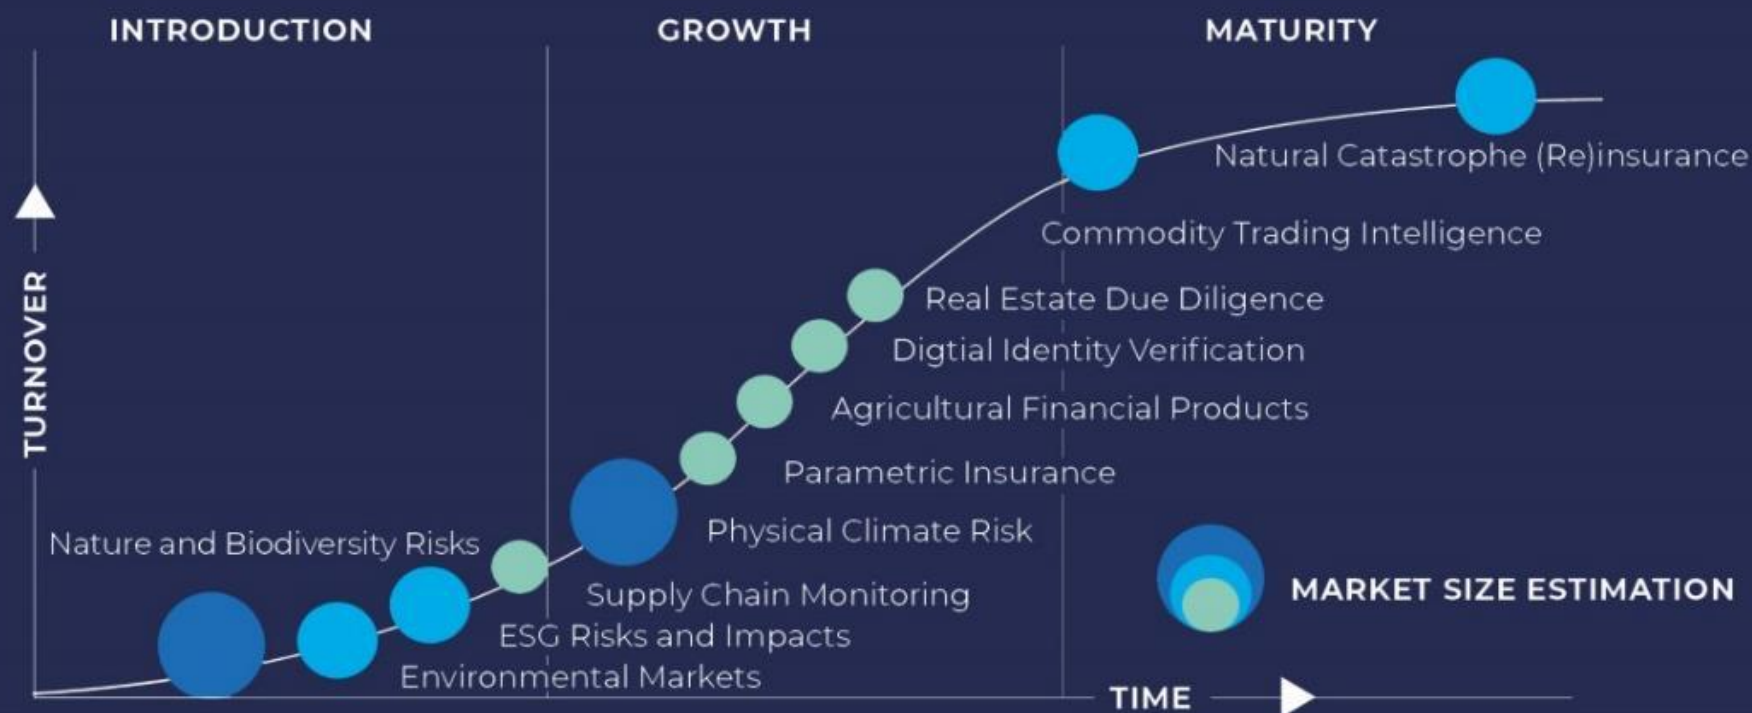 INTRODUCTION
GROWTH
MATURITY
Natural Catastrophe (Re)insurance
Commodity Trading Intelligence
Real Estate Due Diligence
Digtial Identity Verification
Agricultural Financial Products
Parametric Insurance
Physical Climate Risk
Nature and Biodiversity Risks
Supply Chain Monitoring
ESG Risks and Impacts
Environmental Markets
TURNOVER
MARKET SIZE ESTIMATION
TIME